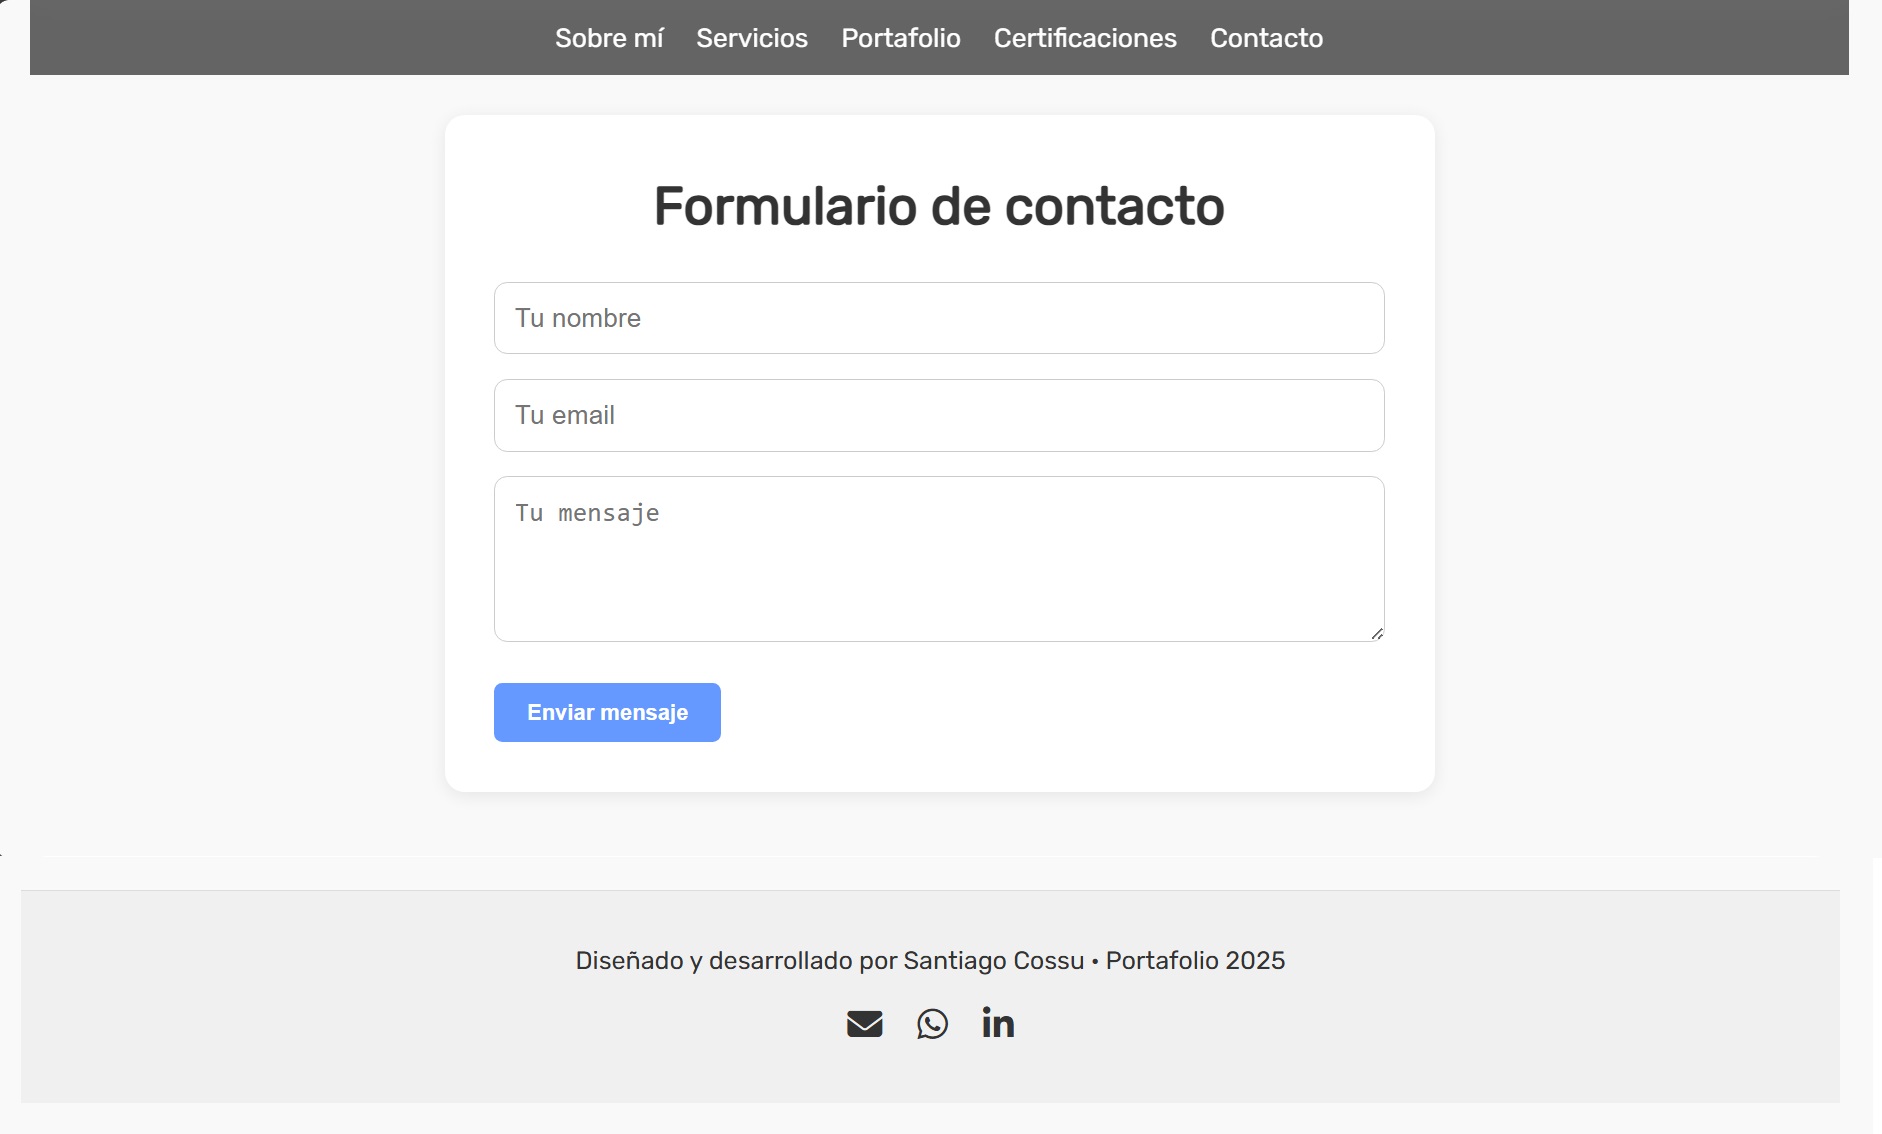 Sobre mí Servicios Portafolio Certificaciones Contacto
Formulario de contacto
Tu nombre
Tu email
Tu mensaje
Enviar mensaje
Diseñado y desarrollado por Santiago Cossu • Portafolio 2025
in